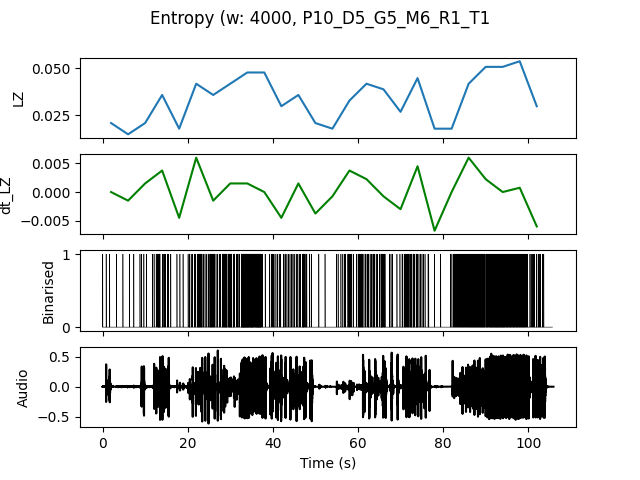 Entropy (w: 4000, P10_D5_G5_M6_R1_T1
0.050
0.025
LZ
0.005
0.000
−0.005
dt_LZ
1
0
Binarised
0.5
0.0
−0.5
Audio
0 20 40 60 80 100
Time (s)